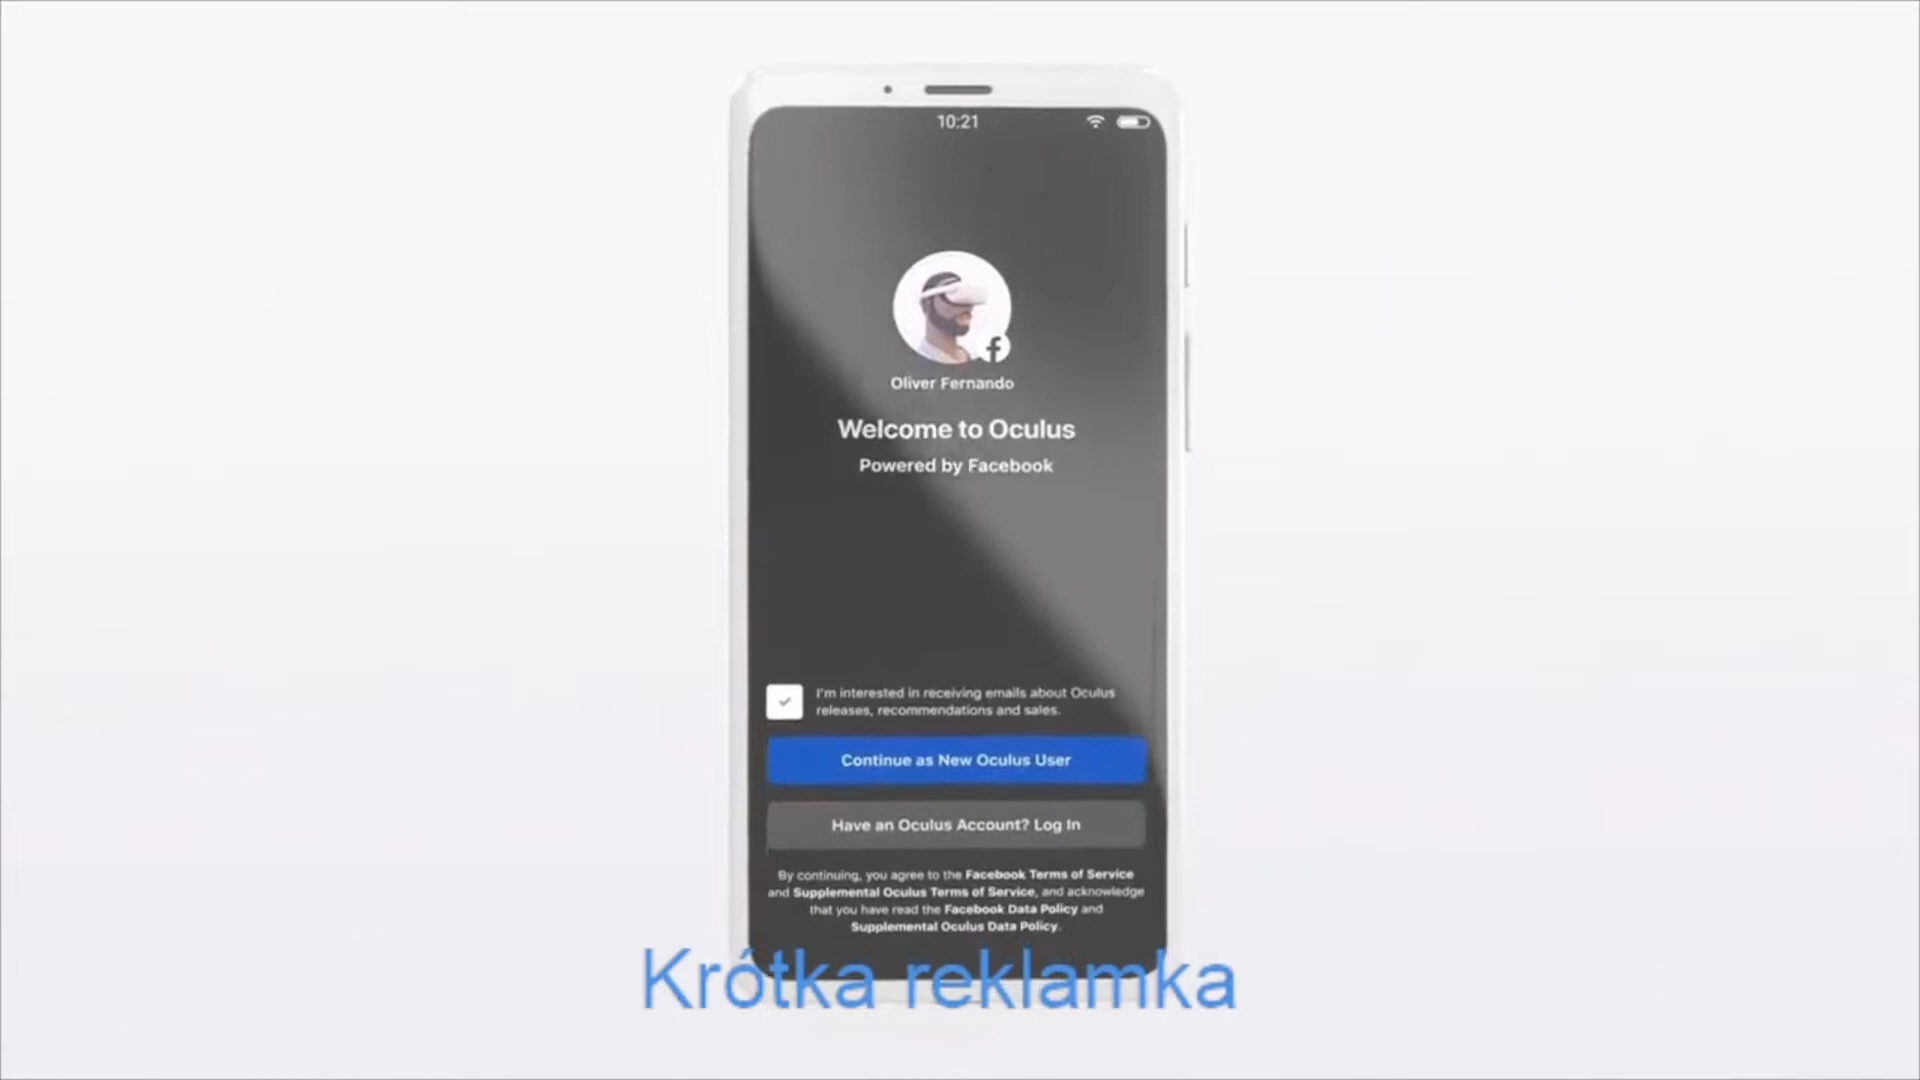 10:21
Oliver Fernando
Welcome to Oculus
Powered by Facebook
I'm interested in receiving emails about Oculus
releases, recommendations and sales.
Continue as New Oculus User
Have an Oculus Account? Log In
By continuing, you agree to the Facebook Terms of Service
and Supplemental Oculus Terms of Service, and acknowledge
that you have read the Facebook Data Policy and
Supplemental Oculus Data Policy.
Krótka reklamka